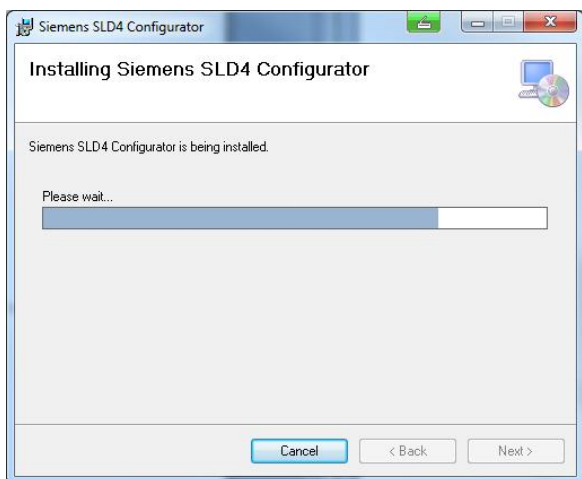 Siemens SLD4 Configurator
Installing Siemens SLD4 Configurator
Siemens SLD4 Configurator is being installed.
Please wait...
Cancel
< Back
Next >